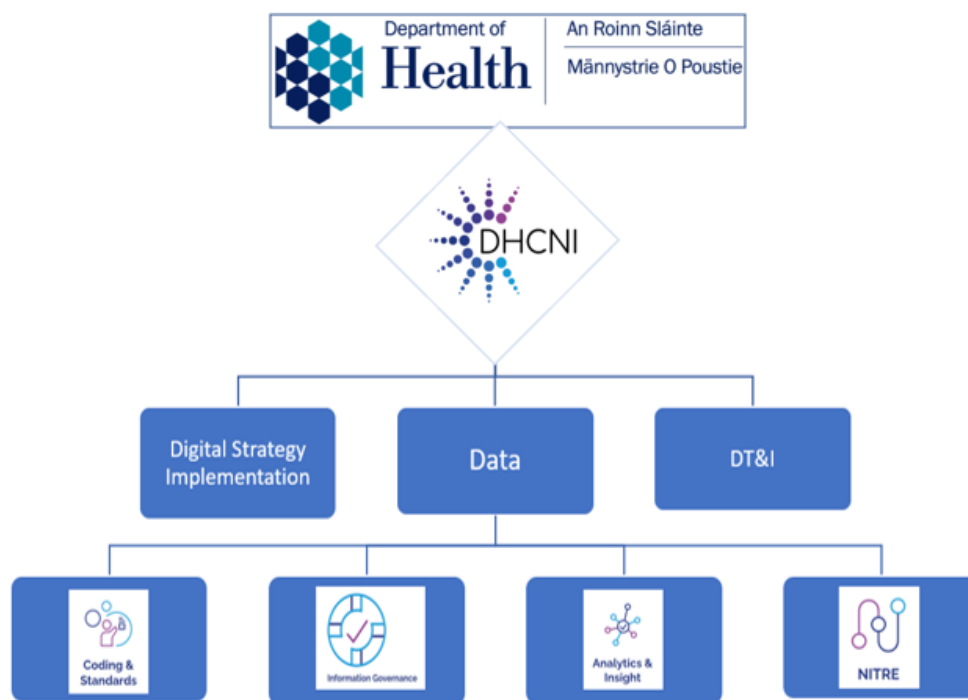 Department of
Health
An Roinn Sláinte
Männystrie O Poustie
DHCNI
Digital Strategy
Implementation
Data
DT&I
Coding &
Standards
Information Governance
Analytics &
Insight
NITRE